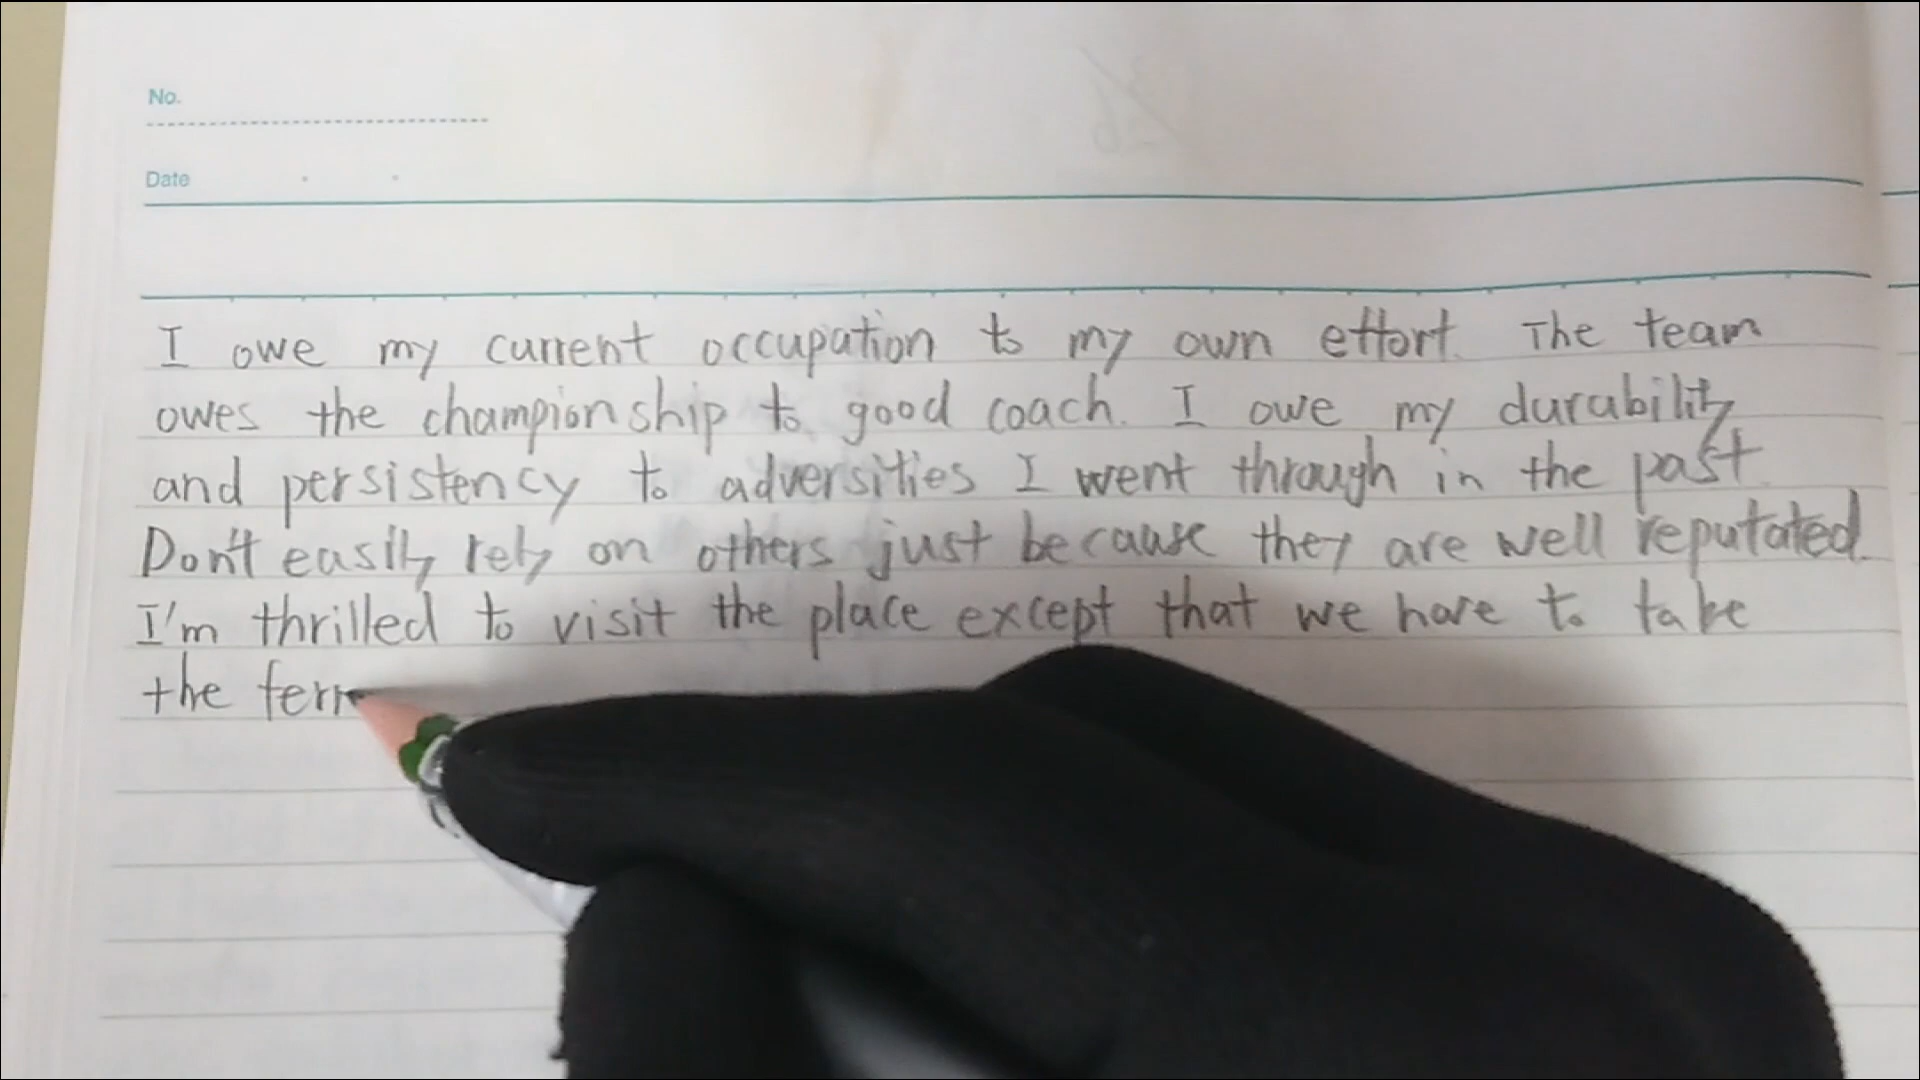 No.
Date
I owe my current occupation to my own effort. The team
owes the championship to good coach. I owe my durability
and persistency to adversities I went through in the past.
Don't easily rely on others just because they are well reputated.
I'm thrilled to visit the place except that we have to take
the ferr